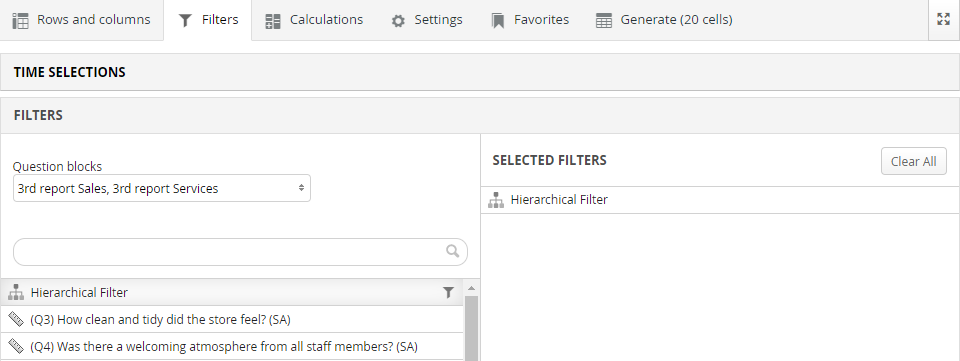 Rows and columns Filters Calculations Settings Favorites Generate (20 cells)
TIME SELECTIONS
FILTERS
Question blocks
3rd report Sales, 3rd report Services
SELECTED FILTERS Clear All
Hierarchical Filter
Hierarchical Filter
(Q3) How clean and tidy did the store feel? (SA)
(Q4) Was there a welcoming atmosphere from all staff members? (SA)